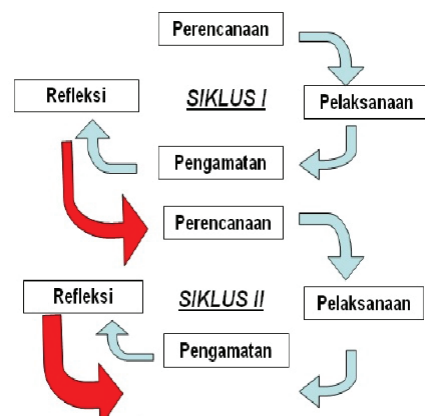 Perencanaan
Refleksi
SIKLUS I
Pelaksanaan
Pengamatan
Perencanaan
Refleksi
SIKLUS II
Pelaksanaan
Pengamatan